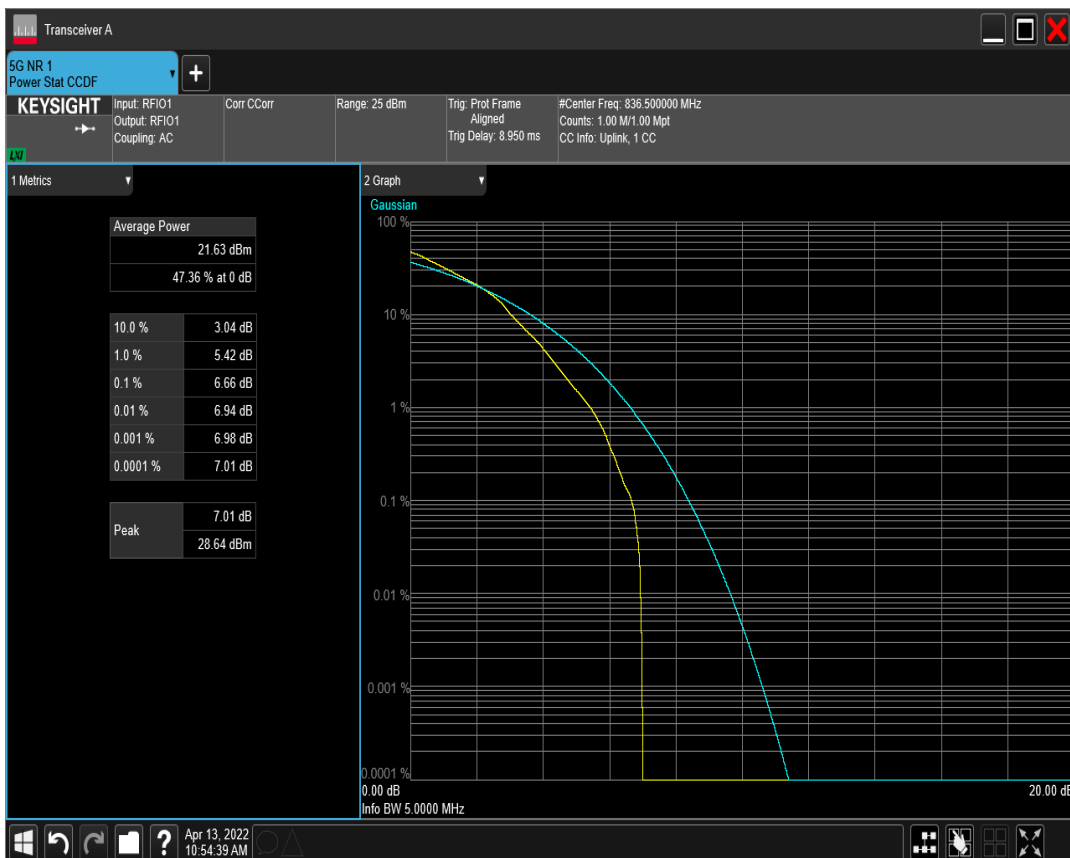 Transceiver A
5G NR 1
Power Stat CCDF
+
KEYSIGHT
LXI
Input: RFIO1
Output: RFIO1
Coupling: AC
Corr CCorr
Range: 25 dBm
Trig: Prot Frame
Aligned
Trig Delay: 8.950 ms
#Center Freq: 836.500000 MHz
Counts: 1.00 M/1.00 Mpt
CC Info: Uplink, 1 CC
1 Metrics
Average Power
21.63 dBm
47.36 % at 0 dB
10.0 % 3.04 dB
1.0 % 5.42 dB
0.1 % 6.66 dB
0.01 % 6.94 dB
0.001 % 6.98 dB
0.0001 % 7.01 dB
Peak
7.01 dB
28.64 dBm
2 Graph
Gaussian
100 %
10 %
1 %
0.1 %
0.01 %
0.001 %
0.0001 %
0.00 dB 20.00 dB
Info BW 5.0000 MHz
?
Apr 13, 2022
10:54:39 AM